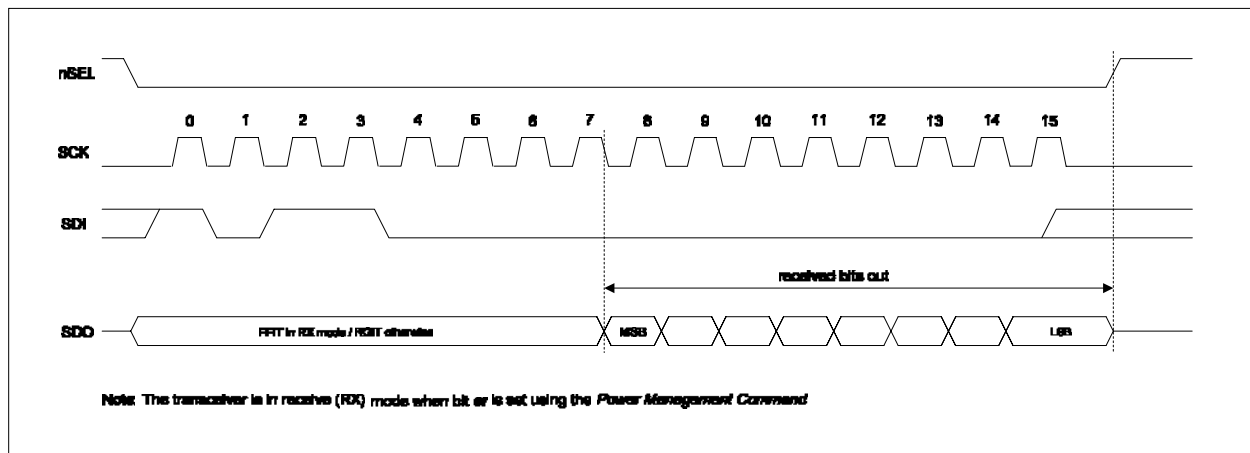 nSEL
0 1 2 3 4 5 6 7 8 9 10 11 12 13 14 15
SCK
SDI
received bits out
SDO
FFIT in RX mode / RGIT otherwise
MSB
LSB
Note: The transceiver is in receive (RX) mode when bit er is set using the Power Management Command